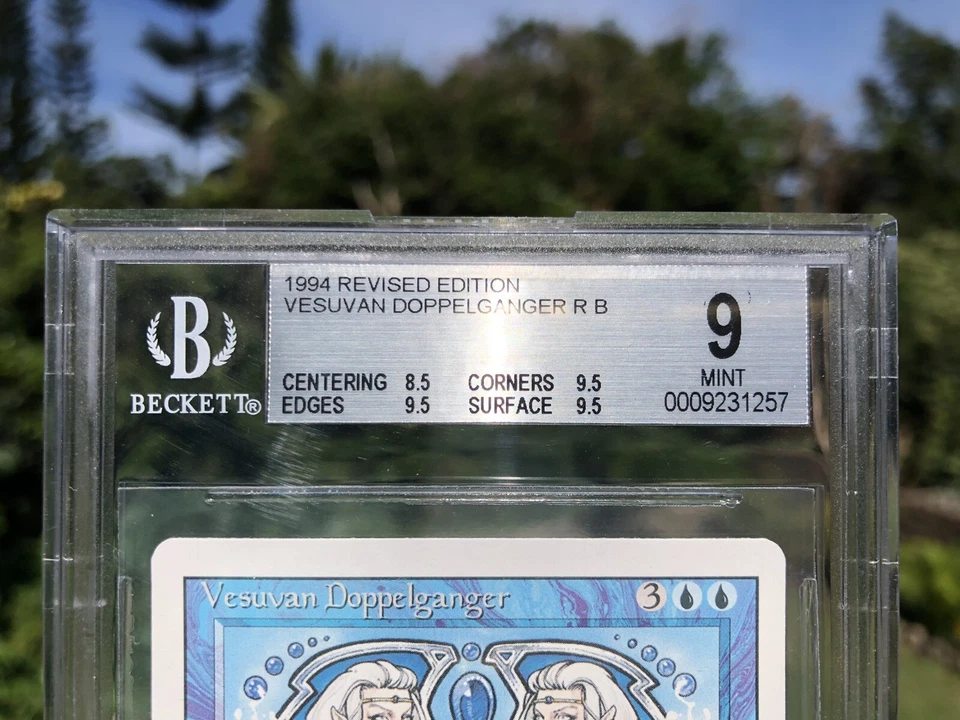 1994 REVISED EDITION
VESUVAN DOPPELGANGER R B
9
B
CENTERING 8.5 CORNERS 9.5
MINT
EDGES 9.5 SURFACE 9.5
0009231257
BECKETT®
Vesuvan Doppelganger 3